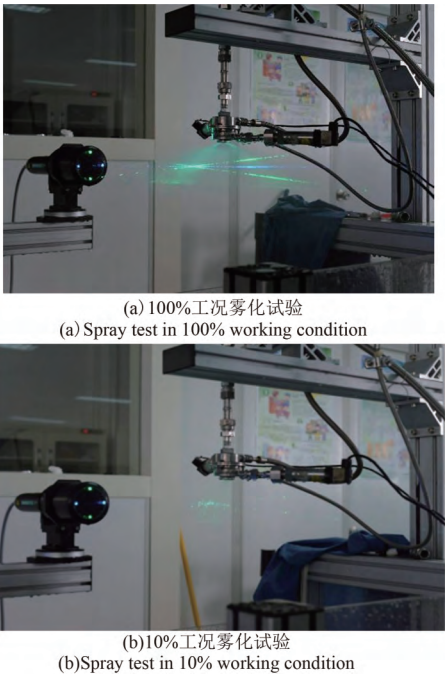 (a)100%工况雾化试验
(a)Spray test in 100% working condition
(b)10%工况雾化试验
(b)Spray test in 10% working condition